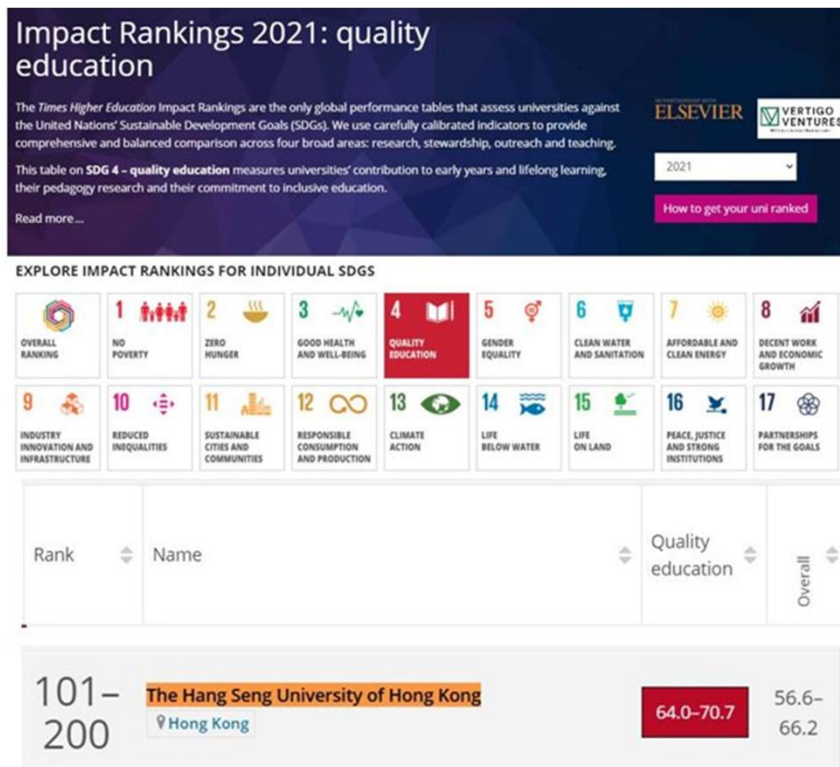 Impact Rankings 2021: quality
education
The Times Higher Education Impact Rankings are the only global performance tables that assess universities against
the United Nations' Sustainable Development Goals (SDGs). We use carefully calibrated indicators to provide
comprehensive and balanced comparison across four broad areas: research, stewardship, outreach and teaching.
This table on SDG 4 – quality education measures universities' contribution to early years and lifelong learning,
their pedagogy research and their commitment to inclusive education.
Read more...
ELSEVIER
VERTIGO
VENTURES
2021
How to get your uni ranked
EXPLORE IMPACT RANKINGS FOR INDIVIDUAL SDGS
OVERALL
RANKING
1
NO
POVERTY
2
ZERO
HUNGER
3
GOOD HEALTH
AND WELL-BEING
4
QUALITY
EDUCATION
5
GENDER
EQUALITY
6
CLEAN WATER
AND SANITATION
7
AFFORDABLE AND
CLEAN ENERGY
8
DECENT WORK
AND ECONOMIC
GROWTH
9
INDUSTRY
INNOVATION AND
INFRASTRUCTURE
10
REDUCED
INEQUALITIES
11
SUSTAINABLE
CITIES AND
COMMUNITIES
12
RESPONSIBLE
CONSUMPTION
AND PRODUCTION
13
CLIMATE
ACTION
14
LIFE
BELOW WATER
15
LIFE
ON LAND
16
PEACE, JUSTICE
AND STRONG
INSTITUTIONS
17
PARTNERSHIPS
FOR THE GOALS
Rank
Name
Quality
education
Overall
101–
200
The Hang Seng University of Hong Kong
Hong Kong
64.0–70.7
56.6–
66.2